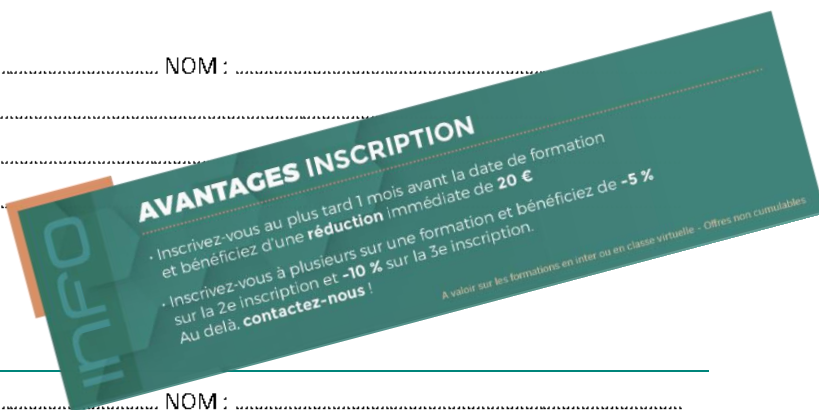 NOM :
INFO
AVANTAGES INSCRIPTION
• Inscrivez-vous au plus tard 1 mois avant la date de formation
et bénéficiez d'une réduction immédiate de 20 €
• Inscrivez-vous à plusieurs sur une formation et bénéficiez de -5 %
sur la 2e inscription et -10 % sur la 3e inscription.
Au delà, contactez-nous !
A valoir sur les formations en inter ou en classe virtuelle - Offres non cumulables
NOM :